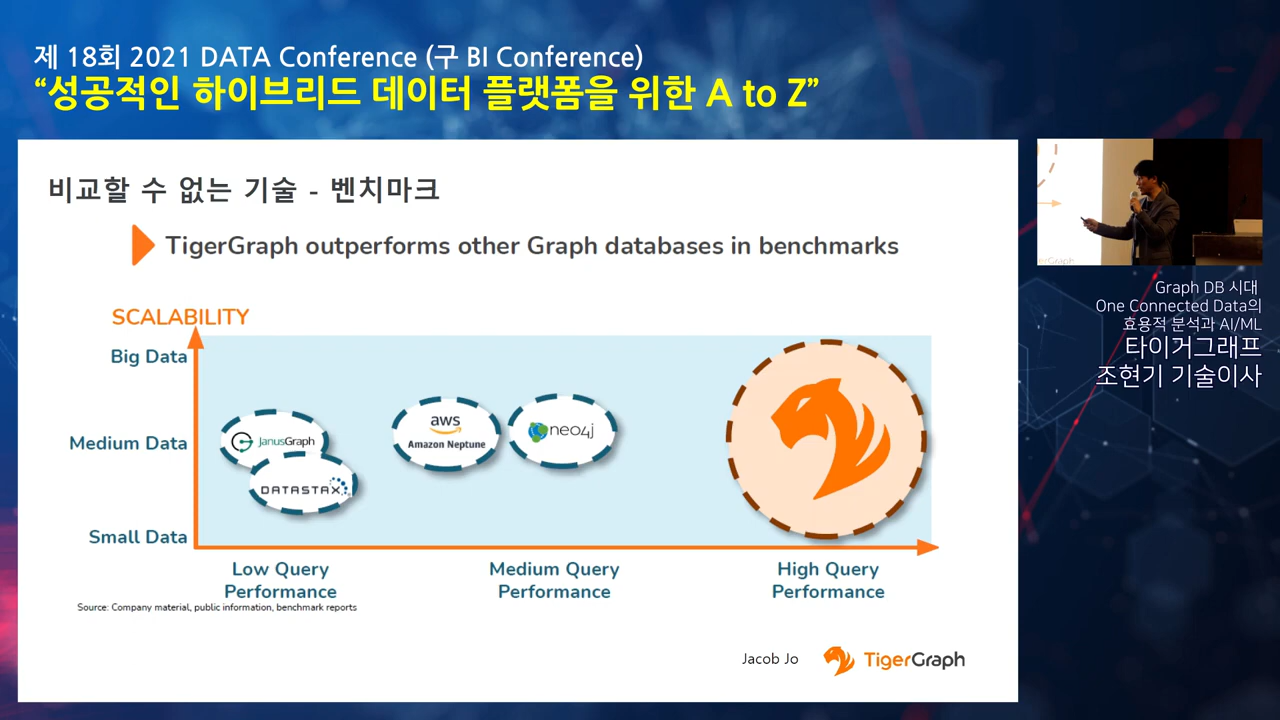 제 18회 2021 DATA Conference (구 BI Conference)
“성공적인 하이브리드 데이터 플랫폼을 위한 A to Z”
비교할 수 없는 기술 - 벤치마크
TigerGraph outperforms other Graph databases in benchmarks
SCALABILITY
Big Data
Medium Data
Small Data
JanusGraph
DATASTAX
aws
Amazon Neptune
neo4j
Low Query
Performance
Medium Query
Performance
High Query
Performance
Source: Company material, public information, benchmark reports
Jacob Jo
TigerGraph
erGraph
Graph DB 시대
One Connected Data의
효용적 분석과 AI/ML
타이거그래프
조현기 기술이사